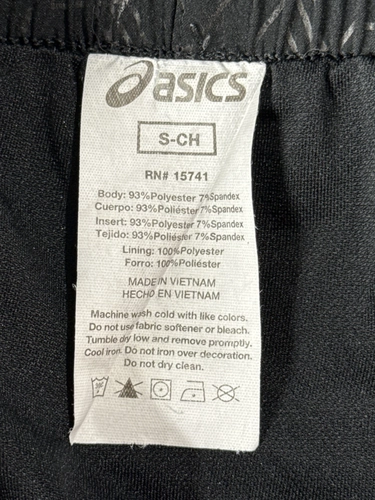 asics
S-CH
RN# 15741
Body: 93%Polyester 7%Spandex
Cuerpo: 93%Poliéster 7%Spandex
Insert: 93%Polyester 7%Spandex
Tejido: 93%Poliéster 7%Spandex
Lining: 100%Polyester
Forro: 100%Poliéster
MADE IN VIETNAM
HECHO EN VIETNAM
Machine wash cold with like colors.
Do not use fabric softener or bleach.
Tumble dry low and remove promptly.
Cool iron. Do not iron over decoration.
Do not dry clean.